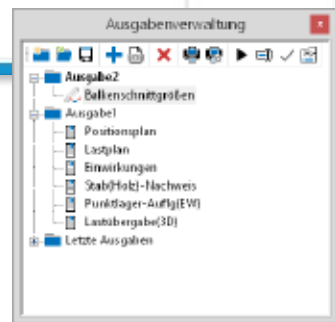 Ausgabenverwaltung
Ausgabe2
Balkenschnittgrößen
Ausgabe1
Positionsplan
Lastplan
Einwirkungen
Stab(Holz)-Nachweis
Punktlager-Auflg(EW)
Lastübergabe(3D)
Letzte Ausgaben